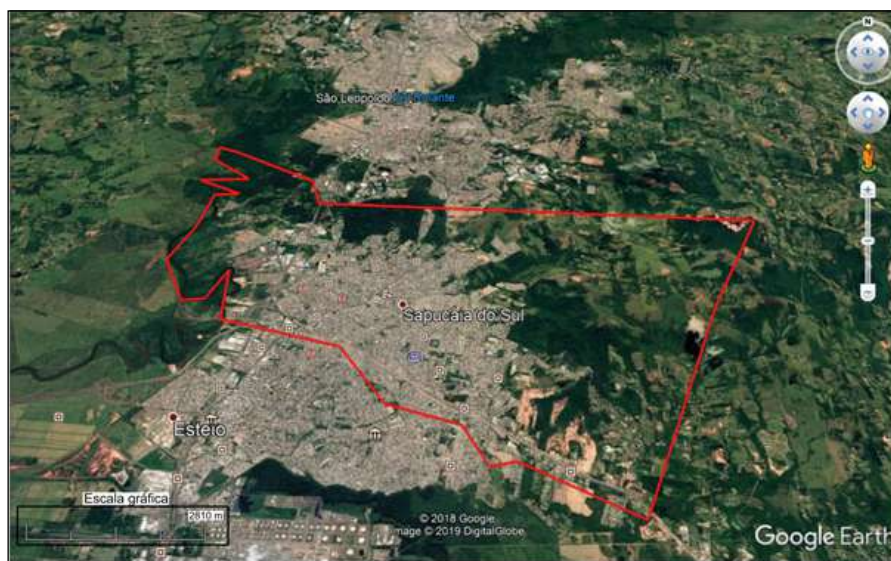 N
São Leopoldo
Sapucaia do Sul
Esteio
Escala gráfica
2810 m
© 2018 Google
Image © 2019 DigitalGlobe
Google Earth